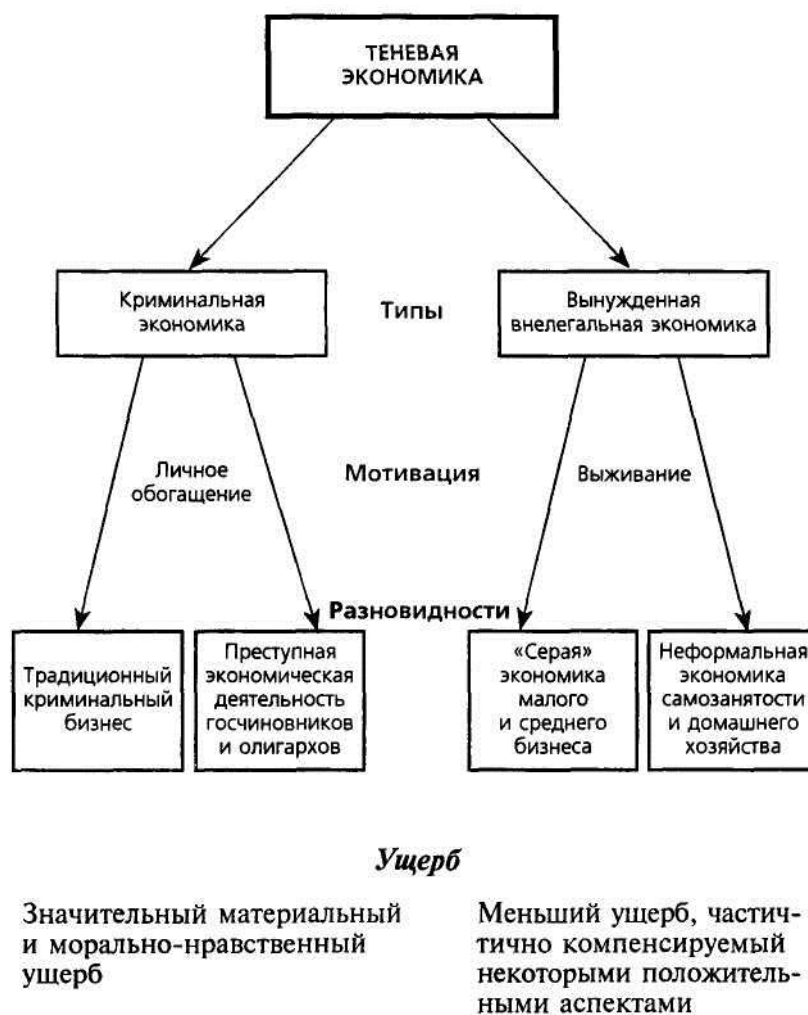 ТЕНЕВАЯ
ЭКОНОМИКА
Криминальная
экономика
Типы
Вынужденная
внелегальная экономика
Личное
обогащение
Мотивация
Выживание
Разновидности
Традиционный
криминальный
бизнес
Преступная
экономическая
деятельность
госчиновников
и олигархов
«Серая»
экономика
малого
и среднего
бизнеса
Неформальная
экономика
самозанятости
и домашнего
хозяйства
Ущерб
Значительный материальный
и морально-нравственный
ущерб
Меньший ущерб, частич-
тично компенсируемый
некоторыми положитель-
ными аспектами